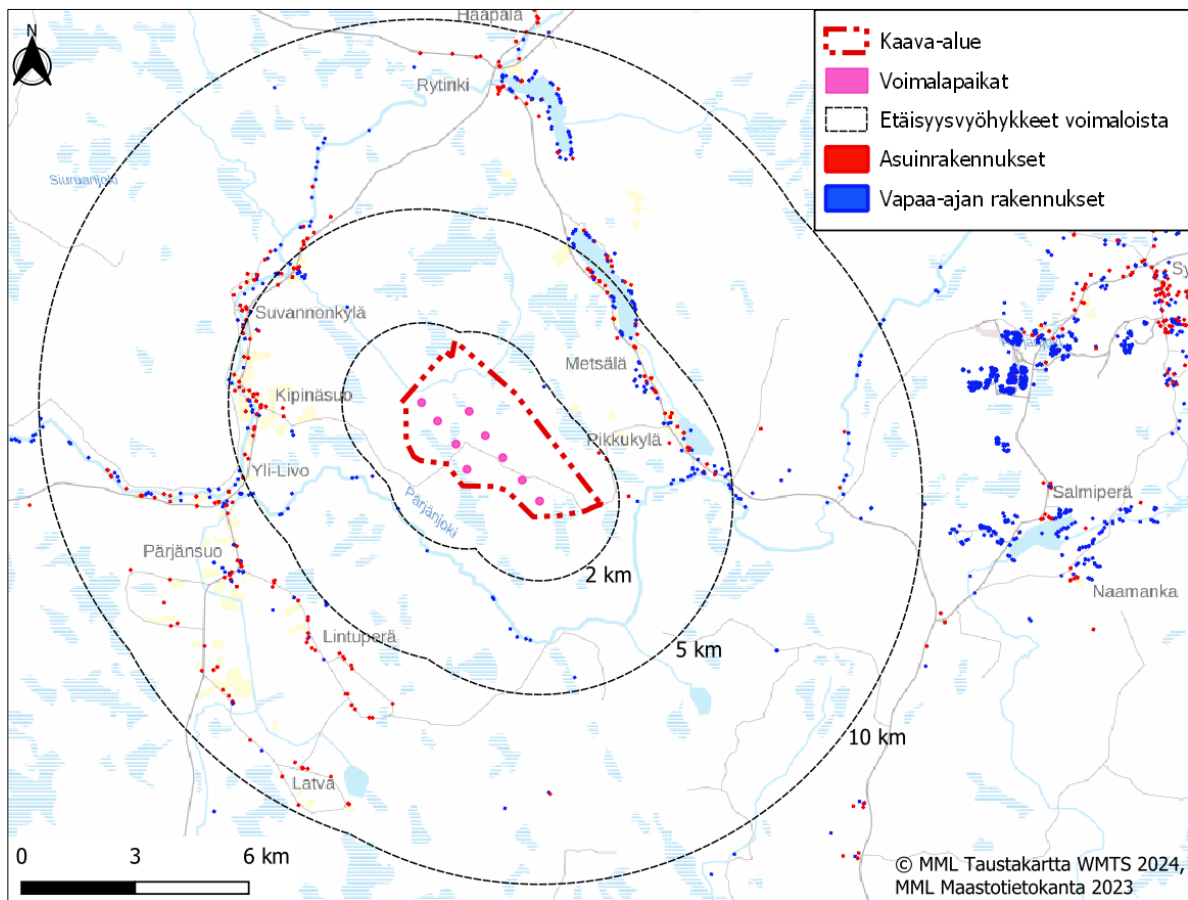 N
Haapala
Rytinki
Siuruanjoki
Suvannonkylä
Metsälä
Kipinäsuo
Pikkukylä
Yli-Livo
Pärjänjoki
Salmiperä
Pärjänsuo
2 km
Naamanka
Lintuperä
5 km
10 km
Latva
Sy
Kaava-alue
Voimalapaikat
Etäisyysvyöhykkeet voimaloista
Asuinrakennukset
Vapaa-ajan rakennukset
0 3 6 km
© MML Taustakartta WMTS 2024,
MML Maastotietokanta 2023